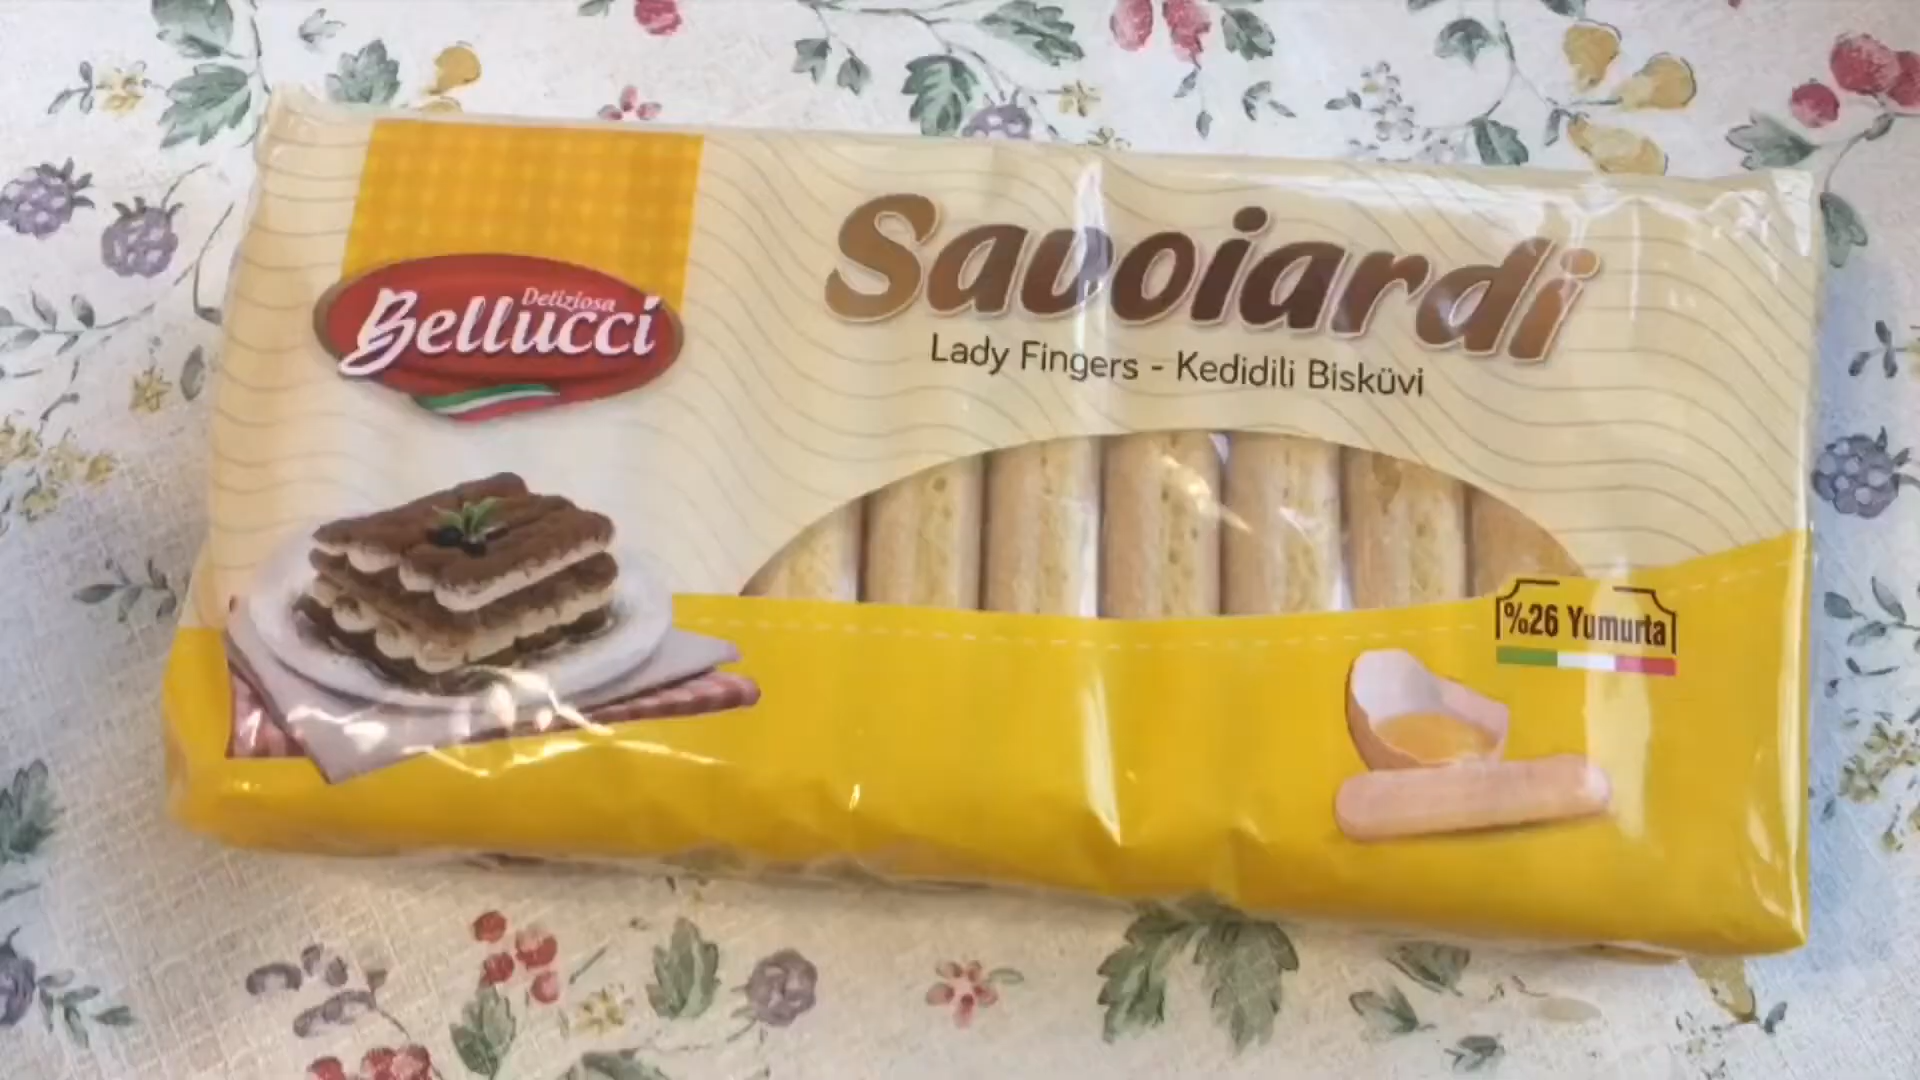 Deliziosa
Bellucci
Savoiardi
Lady Fingers - Kedidili Bisküvi
%26 Yumurta